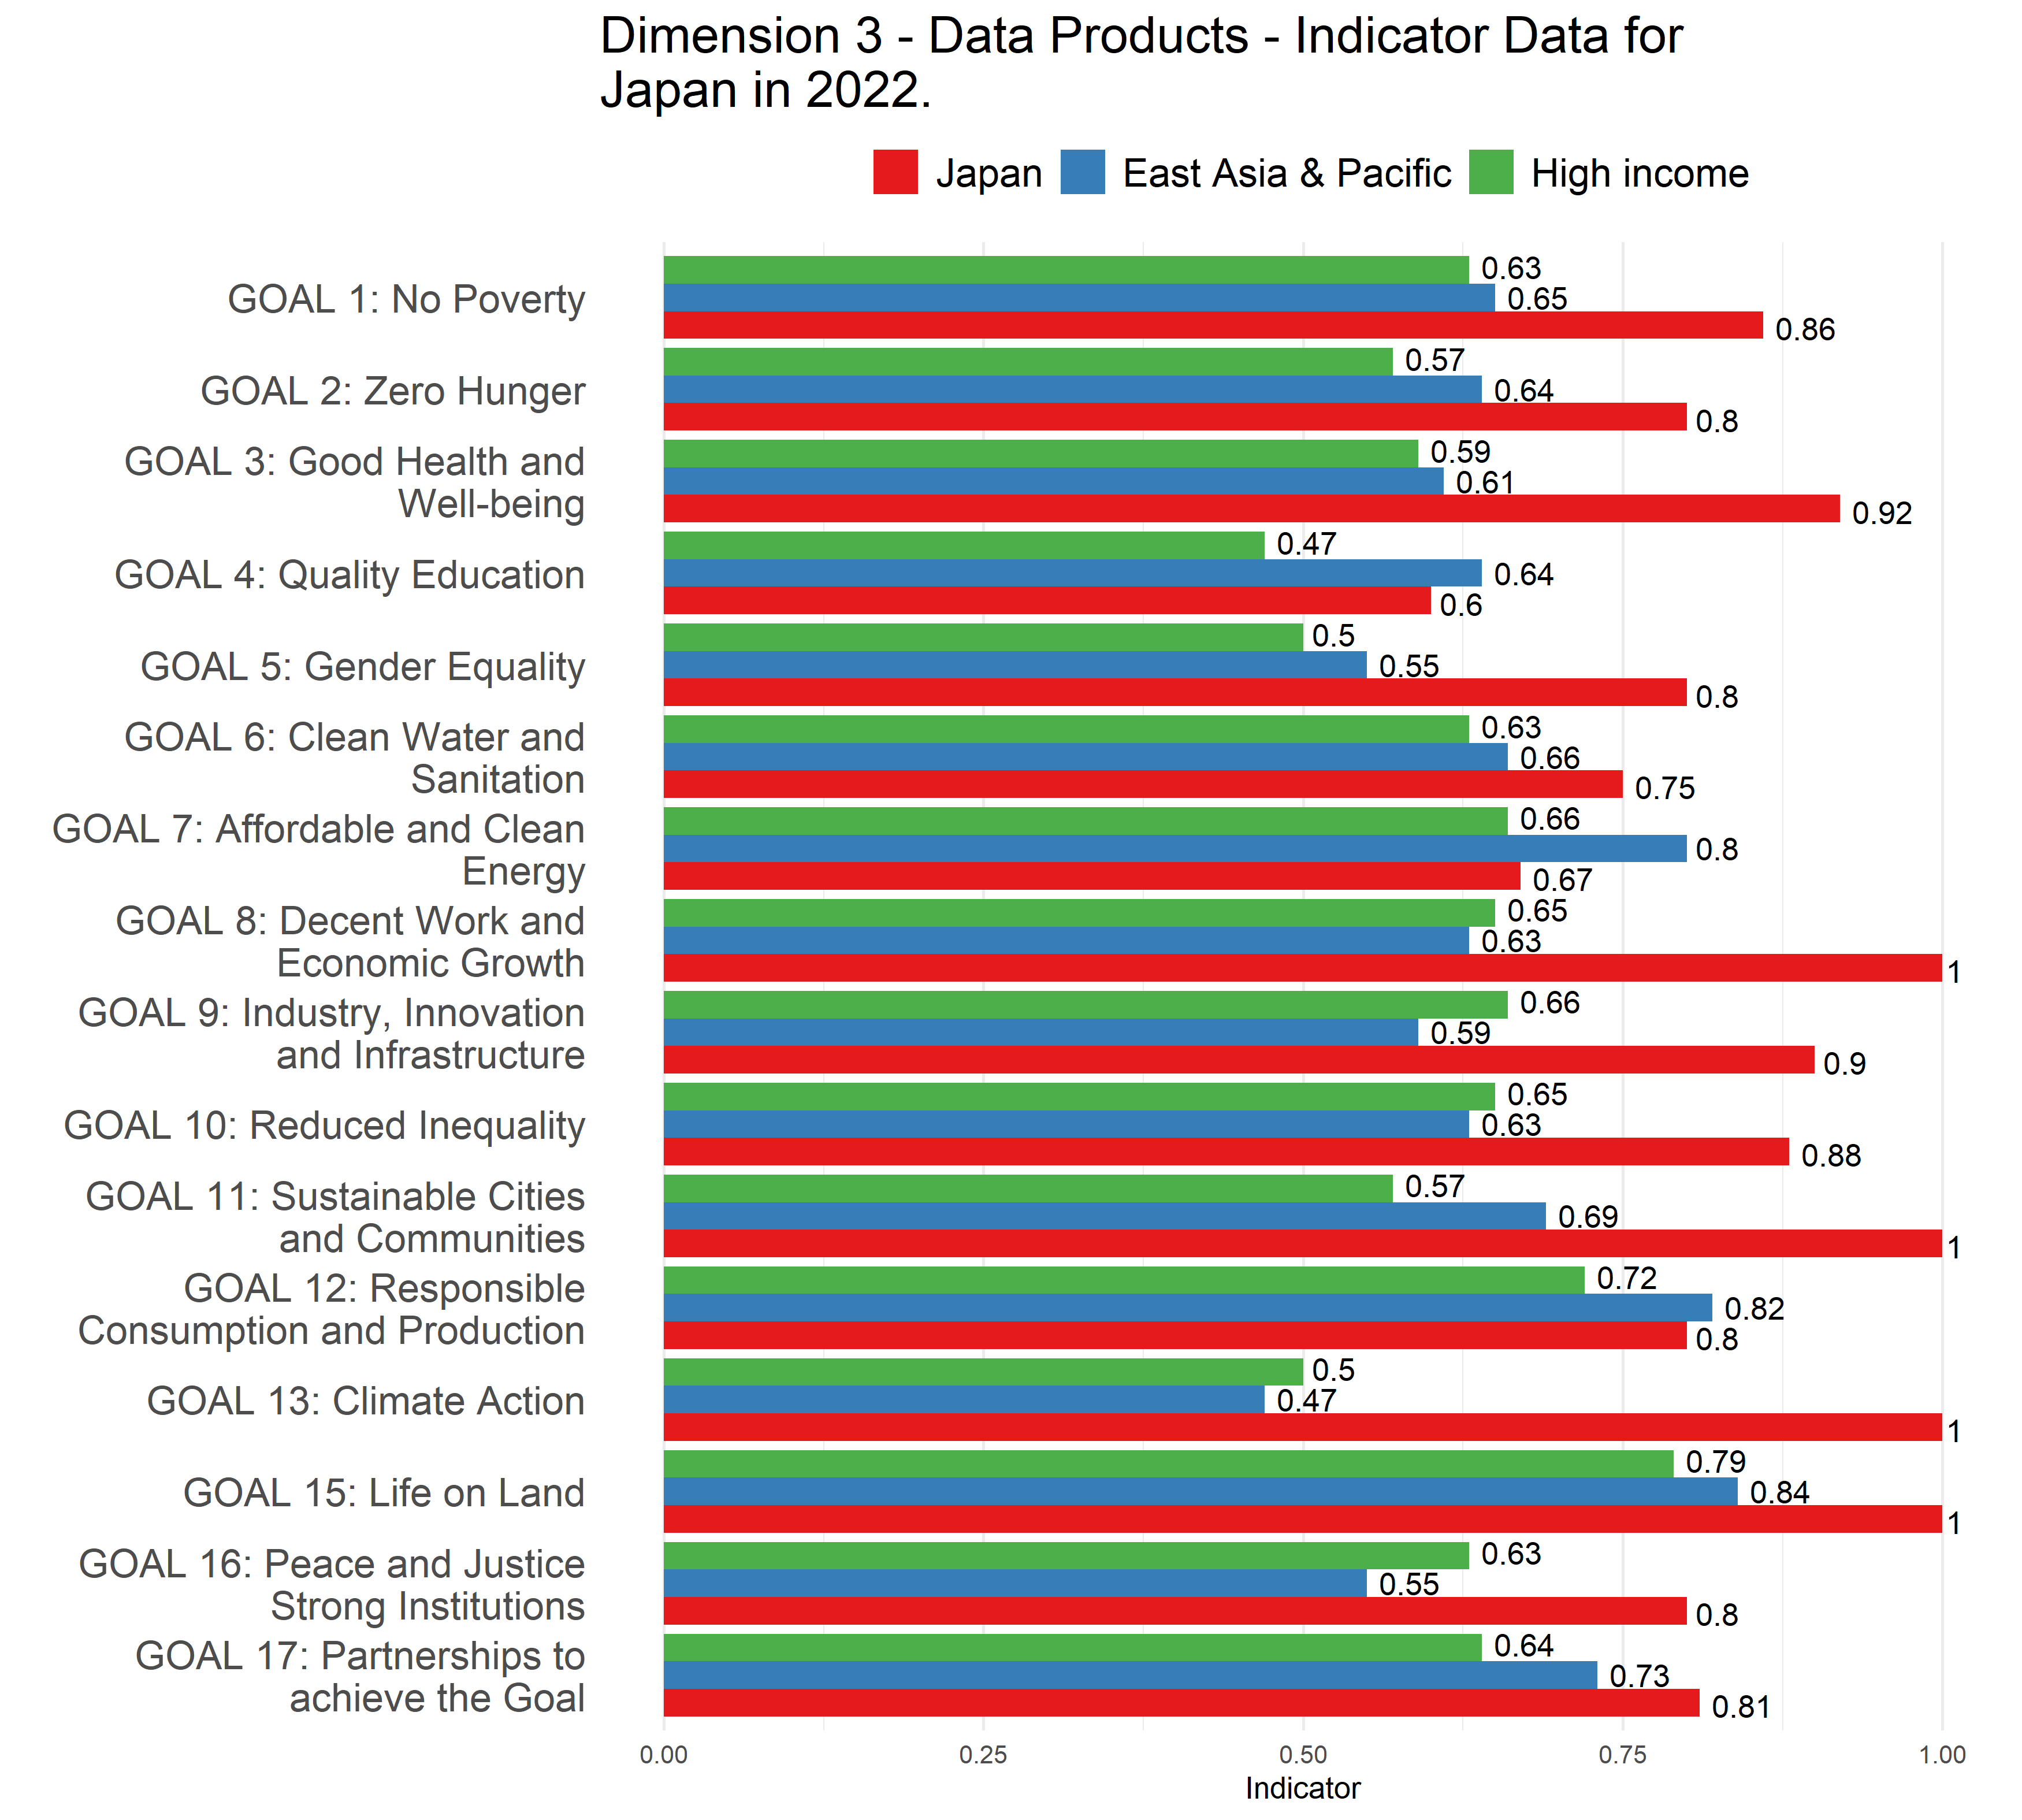 Dimension 3 - Data Products - Indicator Data for
Japan in 2022.
Japan East Asia & Pacific High income
GOAL 1: No Poverty
0.63
0.65
0.86
GOAL 2: Zero Hunger
0.57
0.64
0.8
GOAL 3: Good Health and
Well-being
0.59
0.61
0.92
GOAL 4: Quality Education
0.47
0.64
0.6
GOAL 5: Gender Equality
0.5
0.55
0.8
GOAL 6: Clean Water and
Sanitation
0.63
0.66
0.75
GOAL 7: Affordable and Clean
Energy
0.66
0.8
0.67
GOAL 8: Decent Work and
Economic Growth
0.65
0.63
1
GOAL 9: Industry, Innovation
and Infrastructure
0.66
0.59
0.9
GOAL 10: Reduced Inequality
0.65
0.63
0.88
GOAL 11: Sustainable Cities
and Communities
0.57
0.69
1
GOAL 12: Responsible
Consumption and Production
0.72
0.82
0.8
GOAL 13: Climate Action
0.5
0.47
1
GOAL 15: Life on Land
0.79
0.84
1
GOAL 16: Peace and Justice
Strong Institutions
0.63
0.55
0.8
GOAL 17: Partnerships to
achieve the Goal
0.64
0.73
0.81
0.00 0.25 0.50 0.75 1.00
Indicator